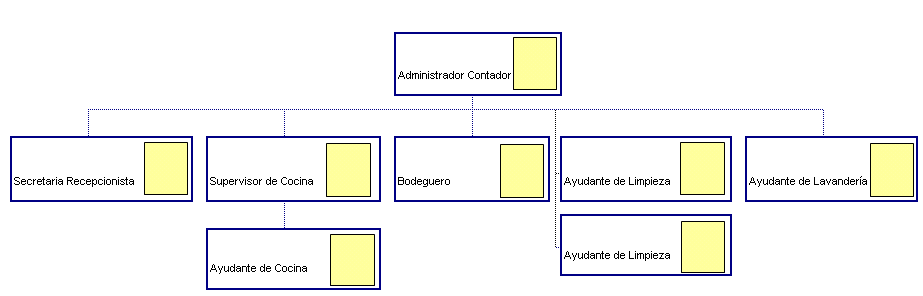 Administrador Contador
Secretaria Recepcionista
Supervisor de Cocina
Bodeguero
Ayudante de Limpieza
Ayudante de Lavandería
Ayudante de Cocina
Ayudante de Limpieza